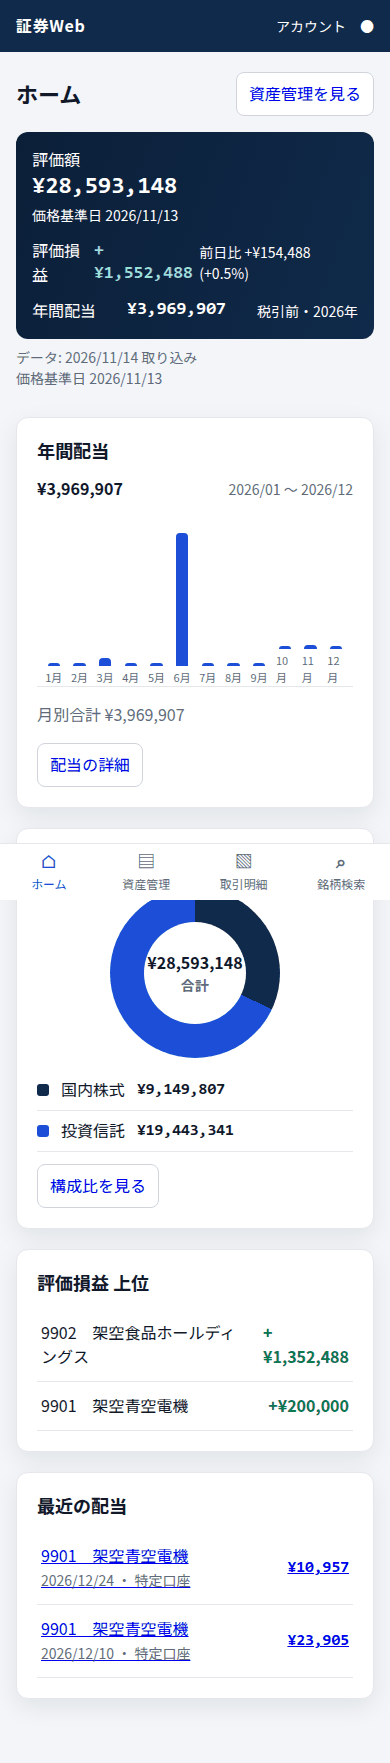 証券Web
アカウント
ホーム
資産管理を見る
評価額
¥28,593,148
価格基準日 2026/11/13
評価損益
+¥1,552,488
前日比 +¥154,488 (+0.5%)
年間配当
¥3,969,907
税引前・2026年
データ: 2026/11/14 取り込み
価格基準日 2026/11/13
年間配当
¥3,969,907
2026/01 〜 2026/12
1月 2月 3月 4月 5月 6月 7月 8月 9月 10月 11月 12月
月別合計 ¥3,969,907
配当の詳細
ホーム
資産管理
取引明細
銘柄検索
¥28,593,148
合計
国内株式 ¥9,149,807
投資信託 ¥19,443,341
構成比を見る
評価損益 上位
9902　架空食品ホールディングス
+¥1,352,488
9901　架空青空電機
+¥200,000
最近の配当
9901　架空青空電機
2026/12/24 ・ 特定口座
¥10,957
9901　架空青空電機
2026/12/10 ・ 特定口座
¥23,905